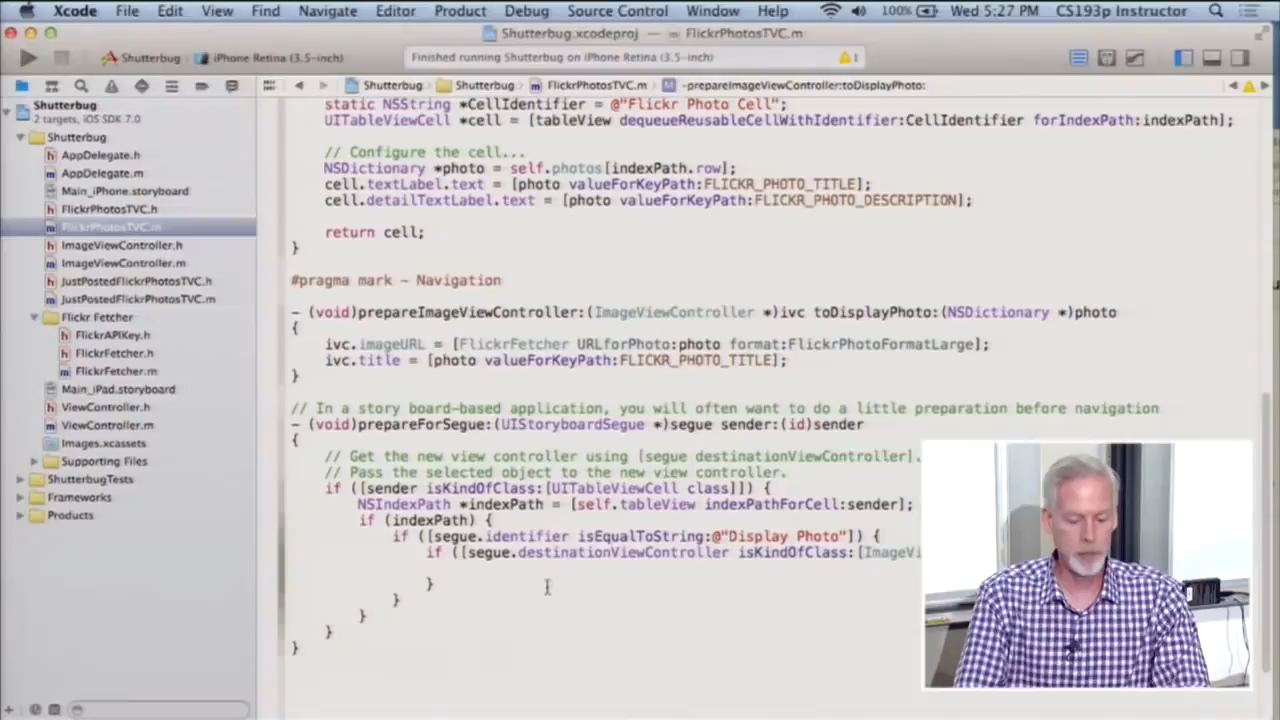 Xcode File Edit View Find Navigate Editor Product Debug Source Control Window Help 100% Wed 5:27 PM CS193p Instructor
Shutterbug.xcodeproj — FlickrPhotosTVC.m
Shutterbug iPhone Retina (3.5-inch) Finished running Shutterbug on iPhone Retina (3.5-inch) 1
Shutterbug Shutterbug FlickrPhotosTVC.m -prepareImageViewController:toDisplayPhoto:
Shutterbug
2 targets, iOS SDK 7.0
Shutterbug
AppDelegate.h
AppDelegate.m
Main_iPhone.storyboard
FlickrPhotosTVC.h
FlickrPhotosTVC.m
ImageViewController.h
ImageViewController.m
JustPostedFlickrPhotosTVC.h
JustPostedFlickrPhotosTVC.m
Flickr Fetcher
FlickrAPIKey.h
FlickrFetcher.h
FlickrFetcher.m
Main_iPad.storyboard
ViewController.h
ViewController.m
Images.xcassets
Supporting Files
ShutterbugTests
Frameworks
Products
static NSString *CellIdentifier = @"Flickr Photo Cell";
UITableViewCell *cell = [tableView dequeueReusableCellWithIdentifier:CellIdentifier forIndexPath:indexPath];
// Configure the cell...
NSDictionary *photo = self.photos[indexPath.row];
cell.textLabel.text = [photo valueForKeyPath:FLICKR_PHOTO_TITLE];
cell.detailTextLabel.text = [photo valueForKeyPath:FLICKR_PHOTO_DESCRIPTION];
return cell;
}
#pragma mark - Navigation
- (void)prepareImageViewController:(ImageViewController *)ivc toDisplayPhoto:(NSDictionary *)photo
{
ivc.imageURL = [FlickrFetcher URLforPhoto:photo format:FlickrPhotoFormatLarge];
ivc.title = [photo valueForKeyPath:FLICKR_PHOTO_TITLE];
}
// In a story board-based application, you will often want to do a little preparation before navigation
- (void)prepareForSegue:(UIStoryboardSegue *)segue sender:(id)sender
{
// Get the new view controller using [segue destinationViewController].
// Pass the selected object to the new view controller.
if ([sender isKindOfClass:[UITableViewCell class]]) {
NSIndexPath *indexPath = [self.tableView indexPathForCell:sender];
if (indexPath) {
if ([segue.identifier isEqualToString:@"Display Photo"]) {
if ([segue.destinationViewController isKindOfClass:[ImageVi
}
}
}
}
}